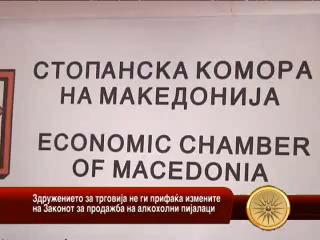 СТОПАНСКА КОМОРА
НА МАКЕДОНИЈА
ECONOMIC CHAMBER
OF MACEDONIA
Здружението за трговија не ги прифаќа измените
на Законот за продажба на алкохолни пијалаци